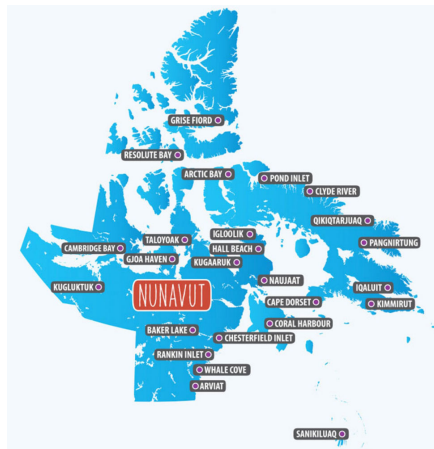 GRISE FIORD
RESOLUTE BAY
ARCTIC BAY
POND INLET
CLYDE RIVER
QIKIQTARJUAQ
TALOYOAK
IGLOOLIK
PANGNIRTUNG
CAMBRIDGE BAY
HALL BEACH
GJOA HAVEN
KUGAARUK
NAUJAAT
KUGLUKTUK
NUNAVUT
IQALUIT
CAPE DORSET
KIMMIRUT
CORAL HARBOUR
BAKER LAKE
CHESTERFIELD INLET
RANKIN INLET
WHALE COVE
ARVIAT
SANIKILUAQ